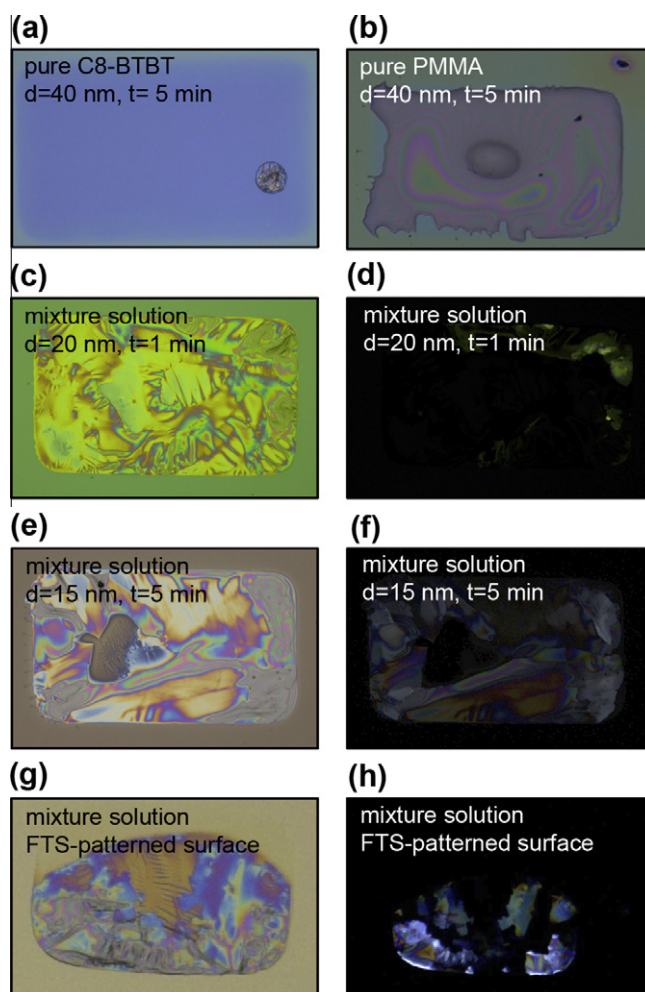 (a)
pure C8-BTBT
d=40 nm, t= 5 min
(b)
pure PMMA
d=40 nm, t=5 min
(c)
mixture solution
d=20 nm, t=1 min
(d)
mixture solution
d=20 nm, t=1 min
(e)
mixture solution
d=15 nm, t=5 min
(f)
mixture solution
d=15 nm, t=5 min
(g)
mixture solution
FTS-patterned surface
(h)
mixture solution
FTS-patterned surface